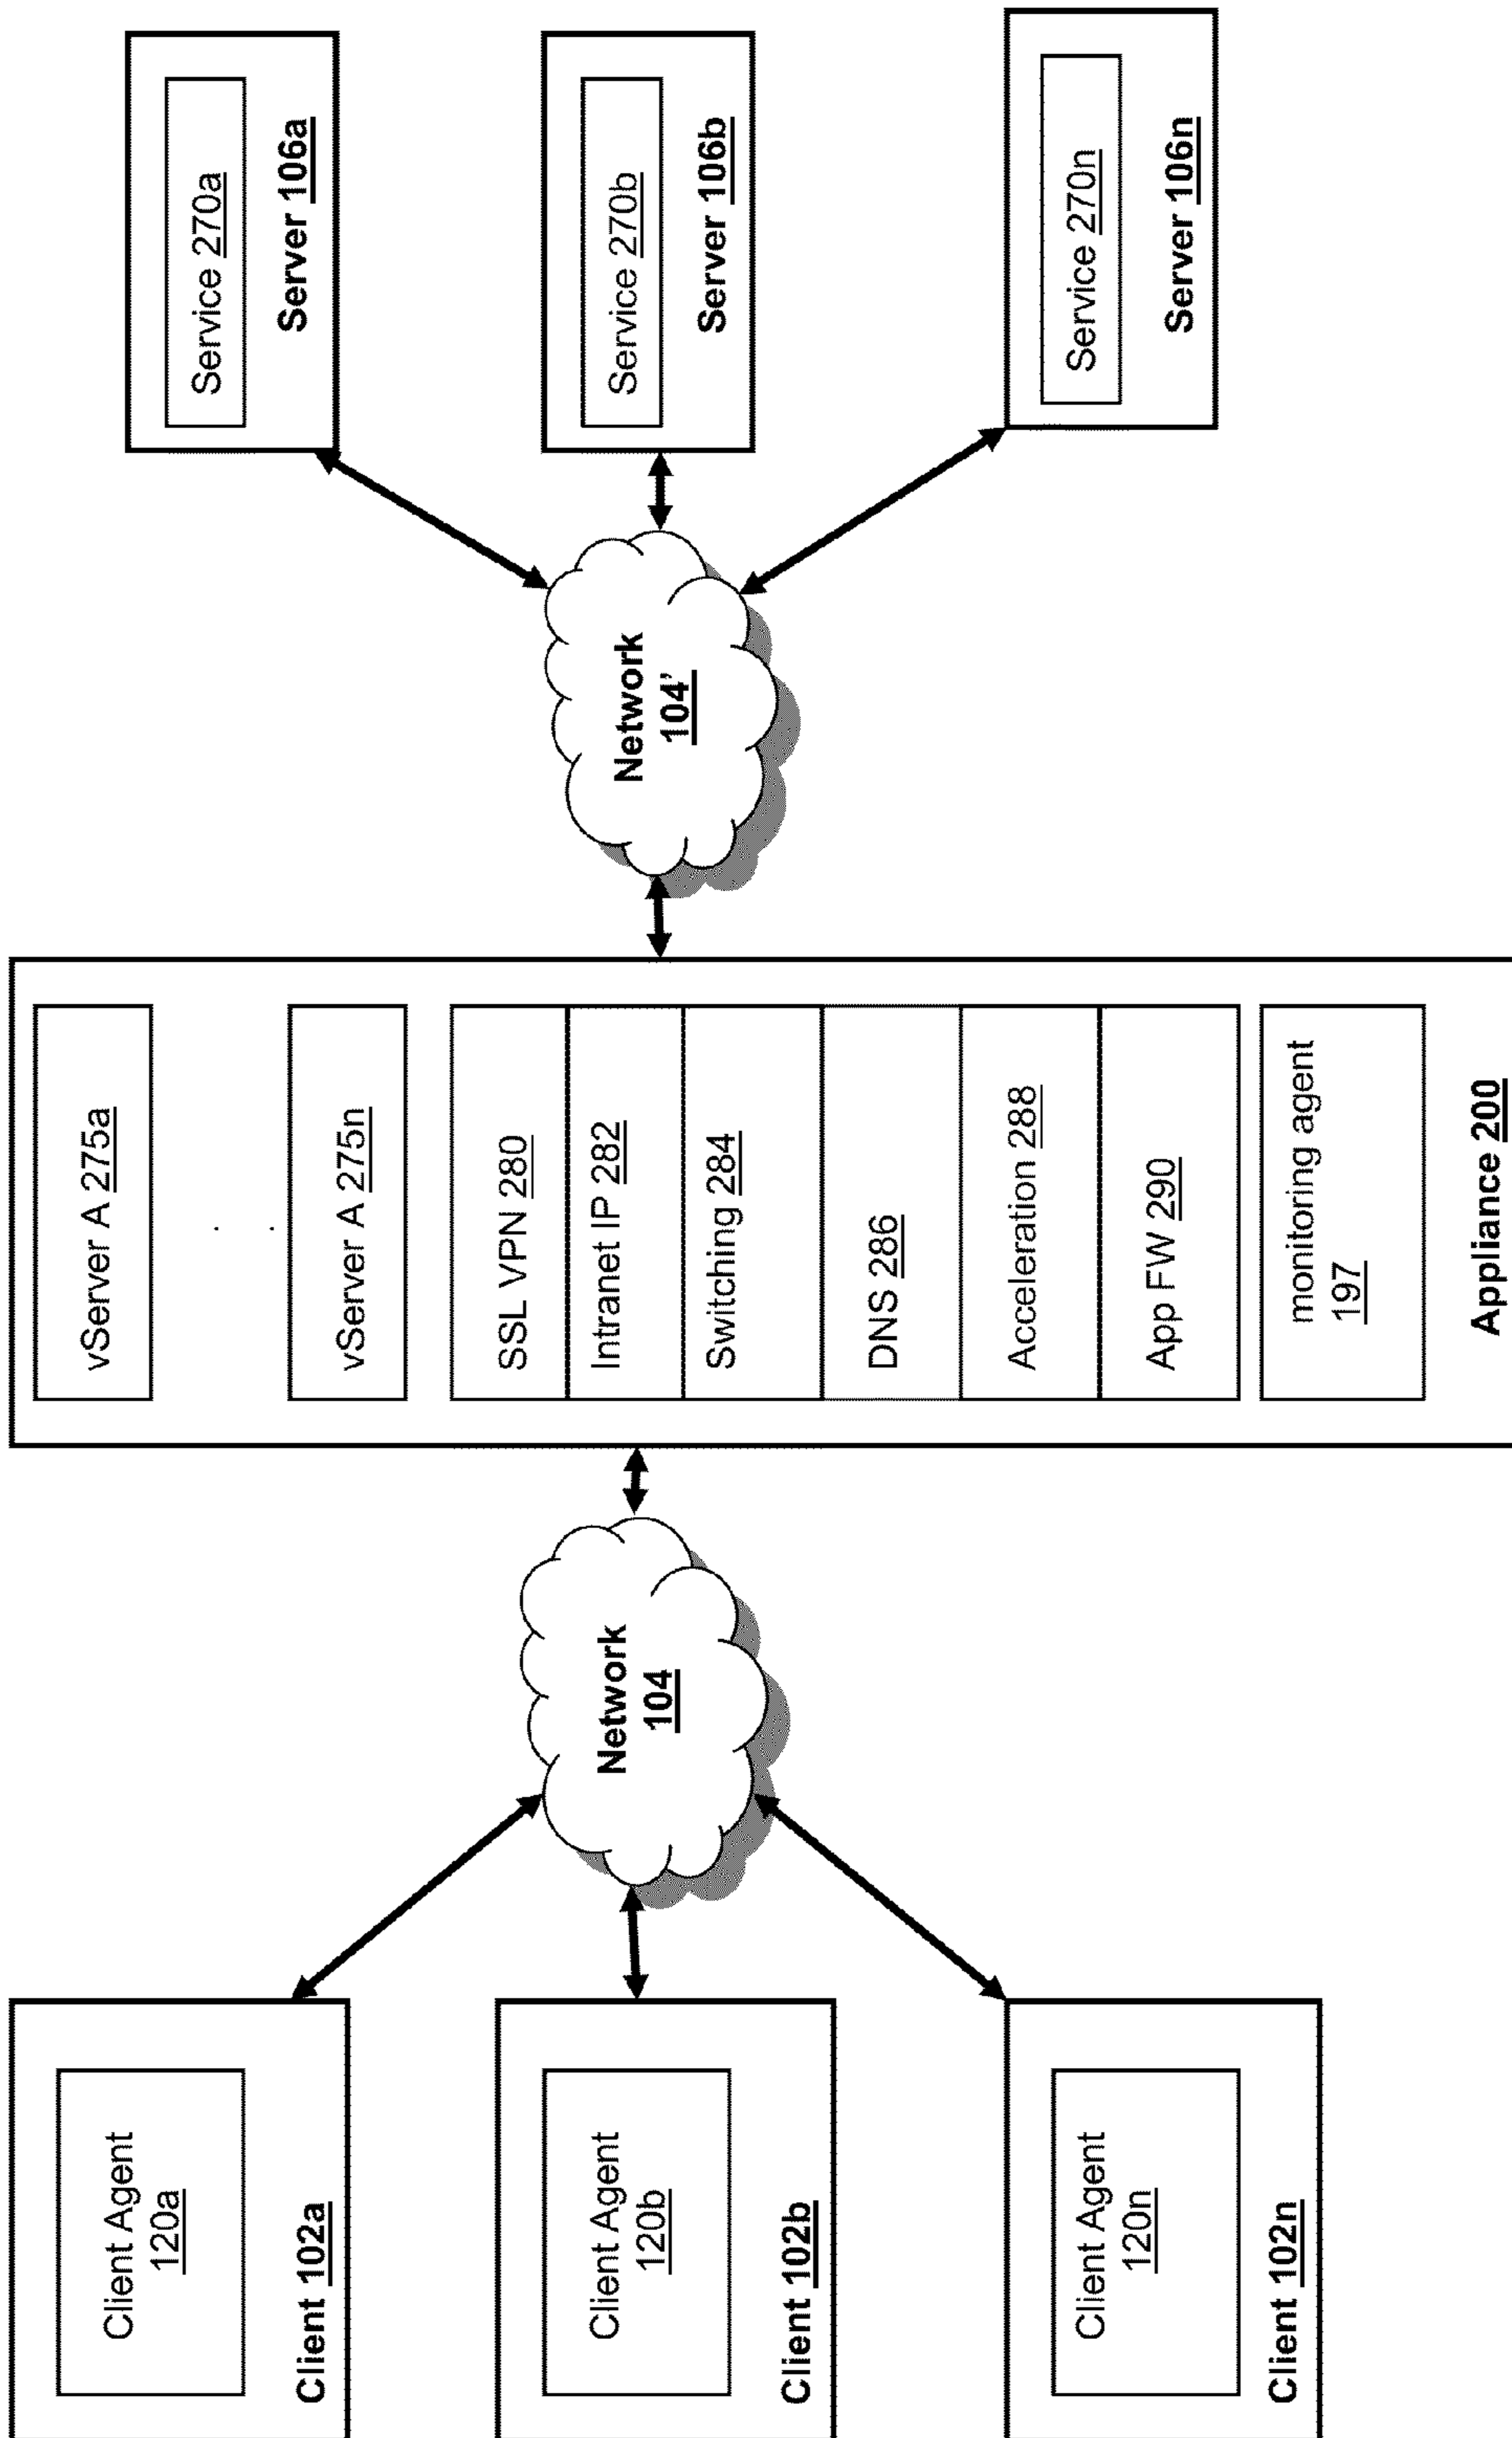 Client Agent
120a
Client 102a
Client Agent
120b
Client 102b
Client Agent
120n
Client 102n
Network
104
vServer A 275a
vServer A 275n
SSL VPN 280
Intranet IP 282
Switching 284
DNS 286
Acceleration 288
App FW 290
monitoring agent
197
Appliance 200
Network
104’
Service 270a
Server 106a
Service 270b
Server 106b
Service 270n
Server 106n